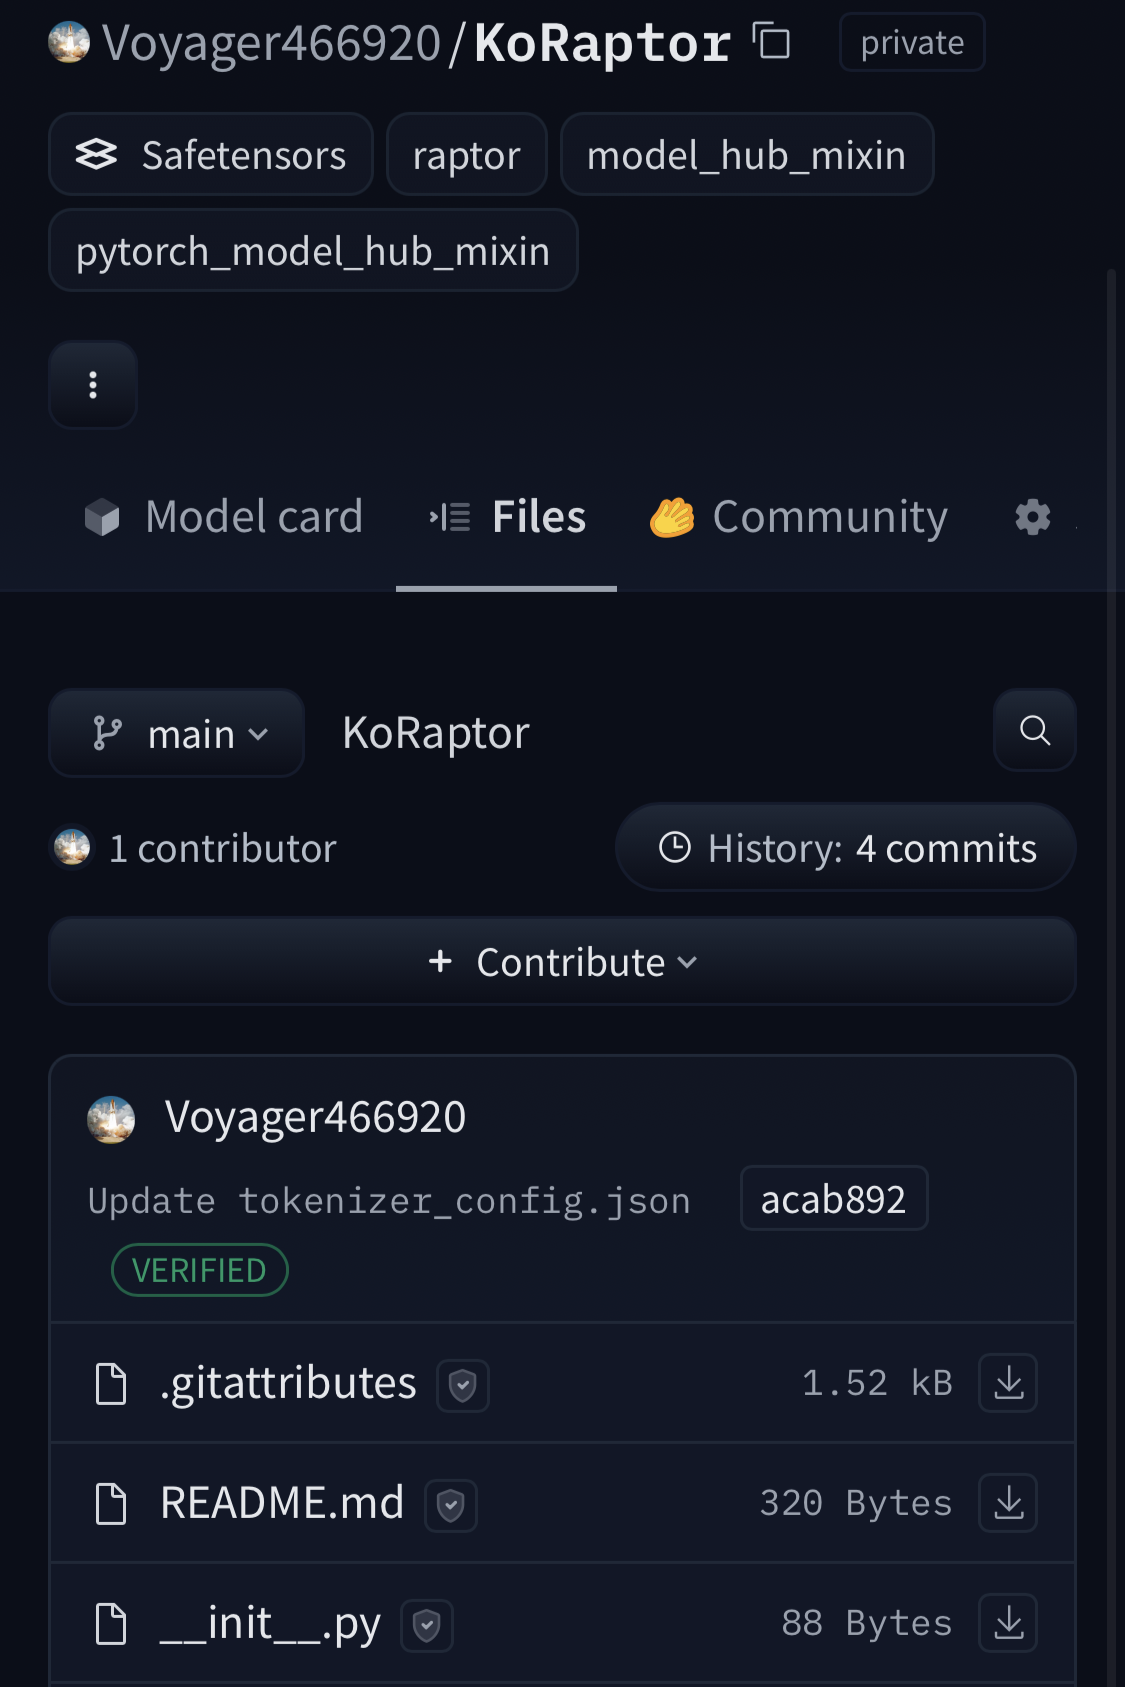 Voyager466920/KoRaptor private
Safetensors raptor model_hub_mixin
pytorch_model_hub_mixin
Model card Files Community
main KoRaptor
1 contributor History: 4 commits
+ Contribute
Voyager466920
Update tokenizer_config.json acab892
VERIFIED
.gitattributes 1.52 kB
README.md 320 Bytes
__init__.py 88 Bytes